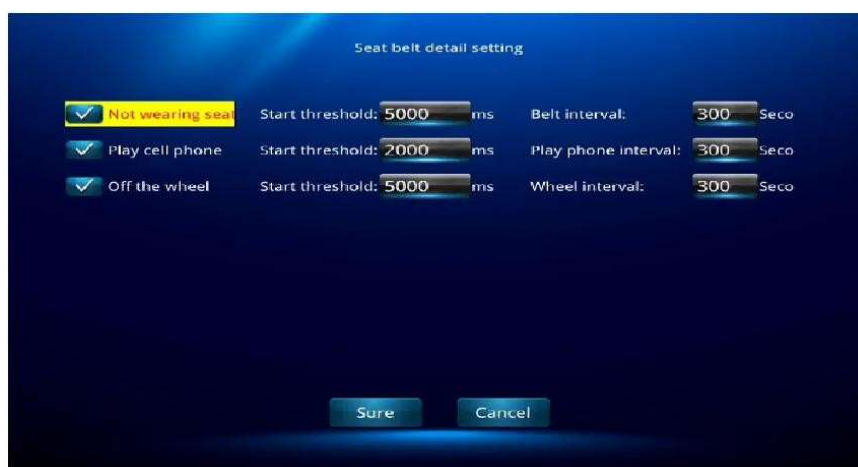 Seat belt detail setting
Not wearing seat Start threshold: 5000 ms Belt interval: 300 Seco
Play cell phone Start threshold: 2000 ms Play phone interval: 300 Seco
Off the wheel Start threshold: 5000 ms Wheel interval: 300 Seco
Sure Cancel